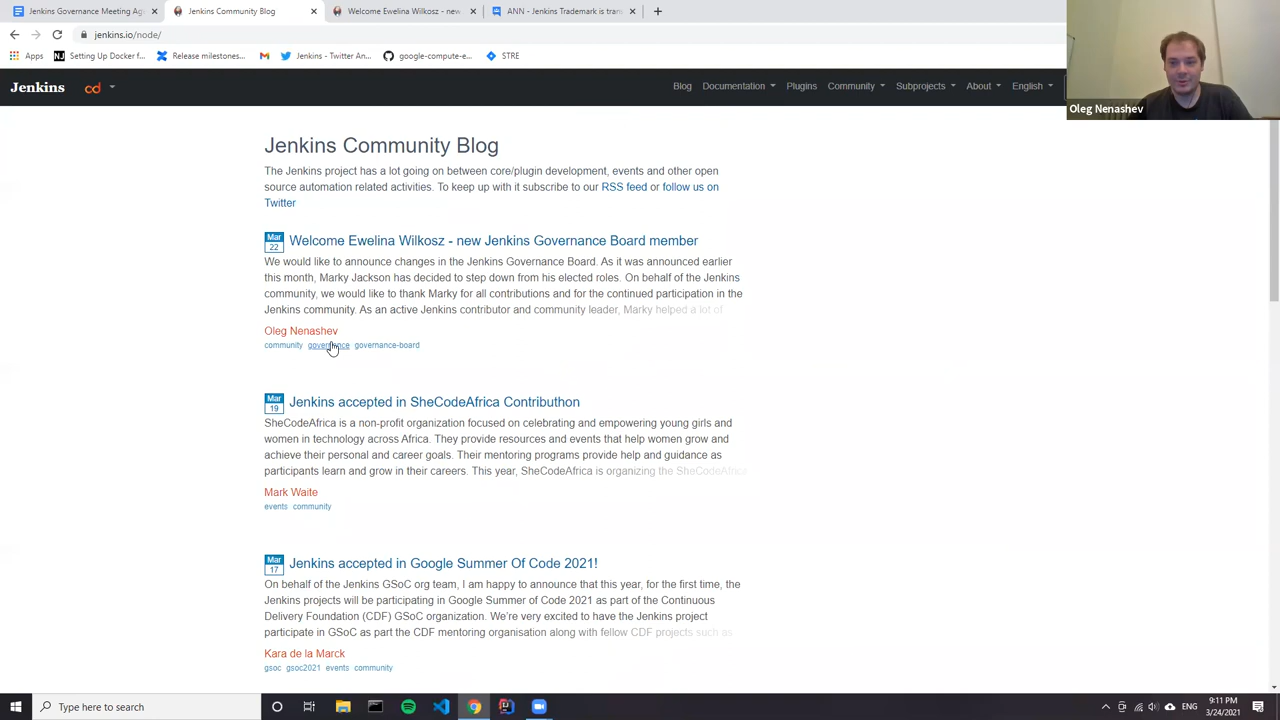 Jenkins Governance Meeting Ag
Jenkins Community Blog
Welcome Ewelina Wilkosz - new
ANN - Jenkins Trademark is tran
jenkins.io/node/
Apps
Setting Up Docker f...
Release milestones...
Jenkins - Twitter An...
google-compute-e...
STRE
Jenkins
cd
Blog
Documentation
Plugins
Community
Subprojects
About
English
Oleg Nenashev
Jenkins Community Blog
The Jenkins project has a lot going on between core/plugin development, events and other open
source automation related activities. To keep up with it subscribe to our RSS feed or follow us on
Twitter
Mar
22
Welcome Ewelina Wilkosz - new Jenkins Governance Board member
We would like to announce changes in the Jenkins Governance Board. As it was announced earlier
this month, Marky Jackson has decided to step down from his elected roles. On behalf of the Jenkins
community, we would like to thank Marky for all contributions and for the continued participation in the
Jenkins community. As an active Jenkins contributor and community leader, Marky helped a lot of
Oleg Nenashev
community governance governance-board
Mar
19
Jenkins accepted in SheCodeAfrica Contributhon
SheCodeAfrica is a non-profit organization focused on celebrating and empowering young girls and
women in technology across Africa. They provide resources and events that help women grow and
achieve their personal and career goals. Their mentoring programs provide help and guidance as
participants learn and grow in their careers. This year, SheCodeAfrica is organizing the SheCodeAfrica
Mark Waite
events community
Mar
17
Jenkins accepted in Google Summer Of Code 2021!
On behalf of the Jenkins GSoC org team, I am happy to announce that this year, for the first time, the
Jenkins projects will be participating in Google Summer of Code 2021 as part of the Continuous
Delivery Foundation (CDF) GSoC organization. We're very excited to have the Jenkins project
participate in GSoC as part the CDF mentoring organisation along with fellow CDF projects such as
Kara de la Marck
gsoc gsoc2021 events community
Type here to search
ENG
9:11 PM
3/24/2021